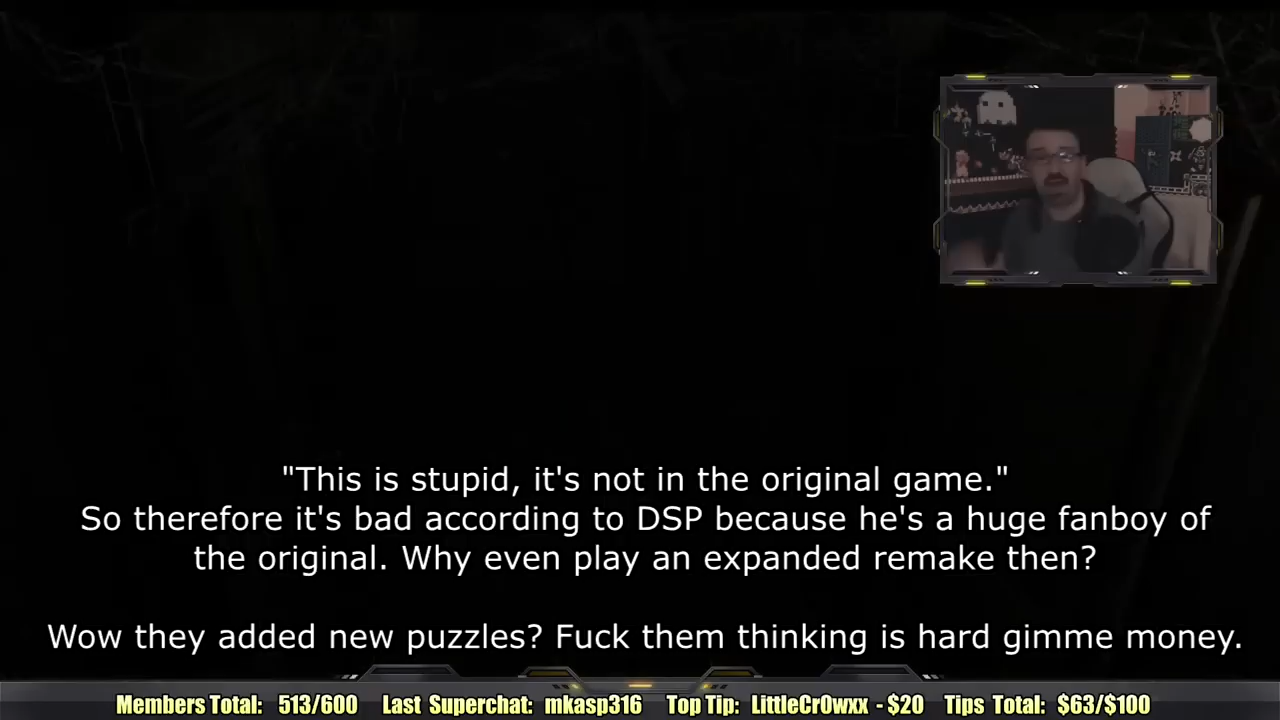 "This is stupid, it's not in the original game."
So therefore it's bad according to DSP because he's a huge fanboy of
the original. Why even play an expanded remake then?
Wow they added new puzzles? Fuck them thinking is hard gimme money.
Members Total: 513/600 Last Superchat: mkasp316 Top Tip: LittleCr0wxx - $20 Tips Total: $63/$100